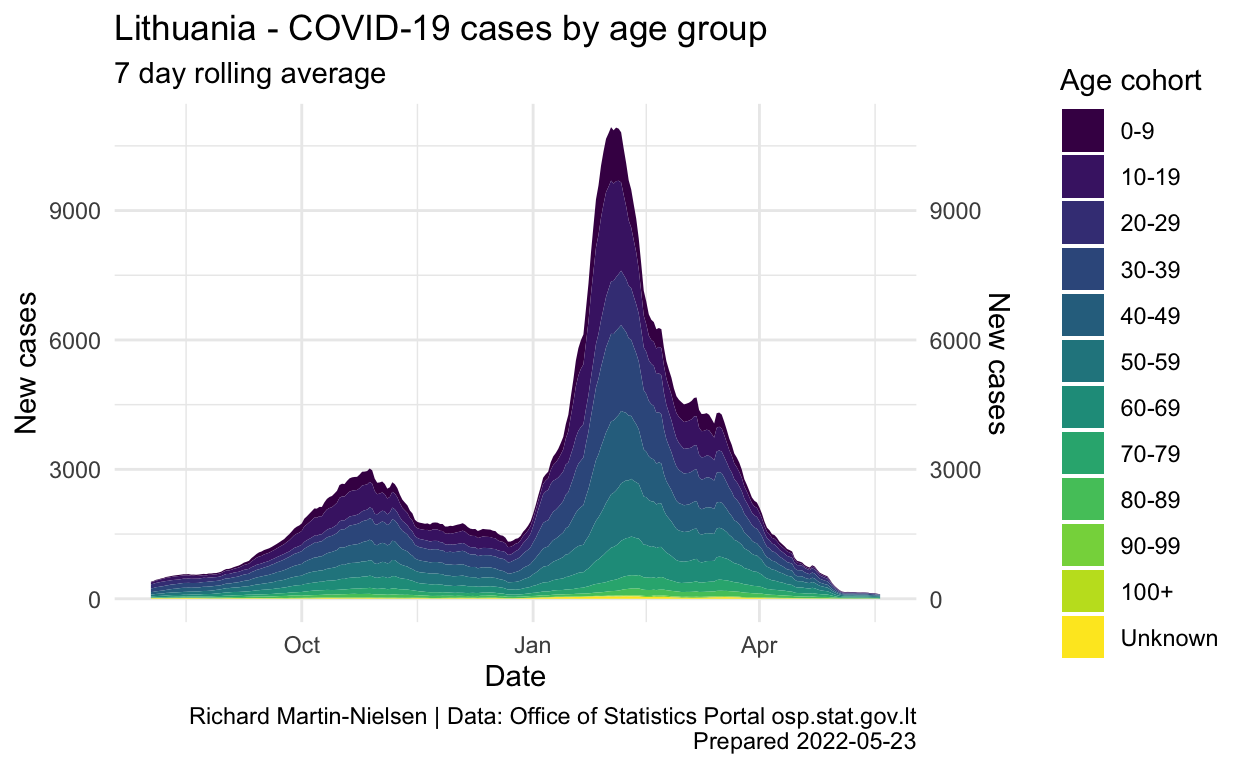 Lithuania - COVID-19 cases by age group
7 day rolling average
New cases
9000
6000
3000
0
9000
6000
3000
0
New cases
Oct
Jan
Apr
Date
Age cohort
0-9
10-19
20-29
30-39
40-49
50-59
60-69
70-79
80-89
90-99
100+
Unknown
Richard Martin-Nielsen | Data: Office of Statistics Portal osp.stat.gov.lt
Prepared 2022-05-23